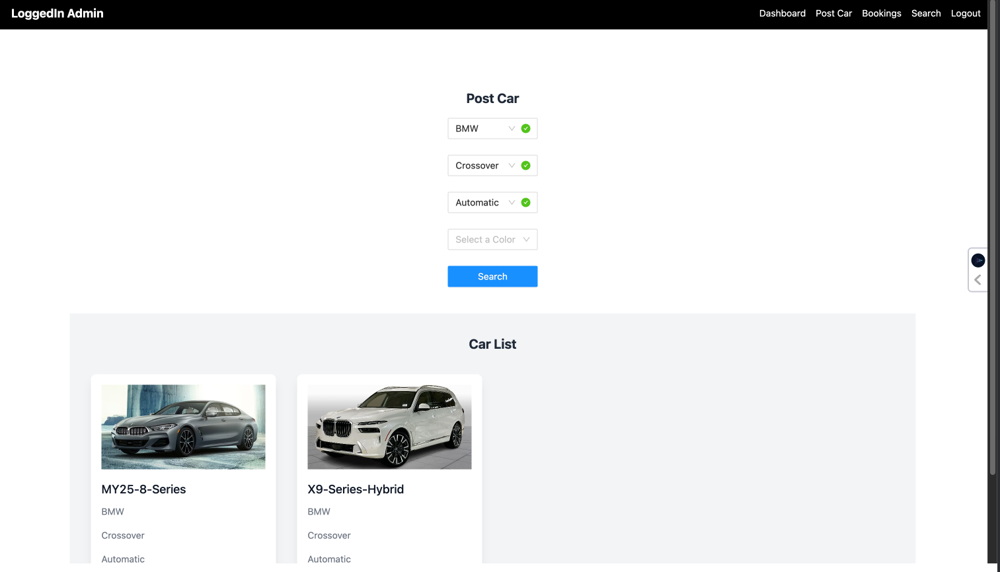 LoggedIn Admin
Dashboard Post Car Bookings Search Logout
Post Car
BMW
Crossover
Automatic
Select a Color
Search
Car List
MY25-8-Series
BMW
Crossover
Automatic
X9-Series-Hybrid
BMW
Crossover
Automatic